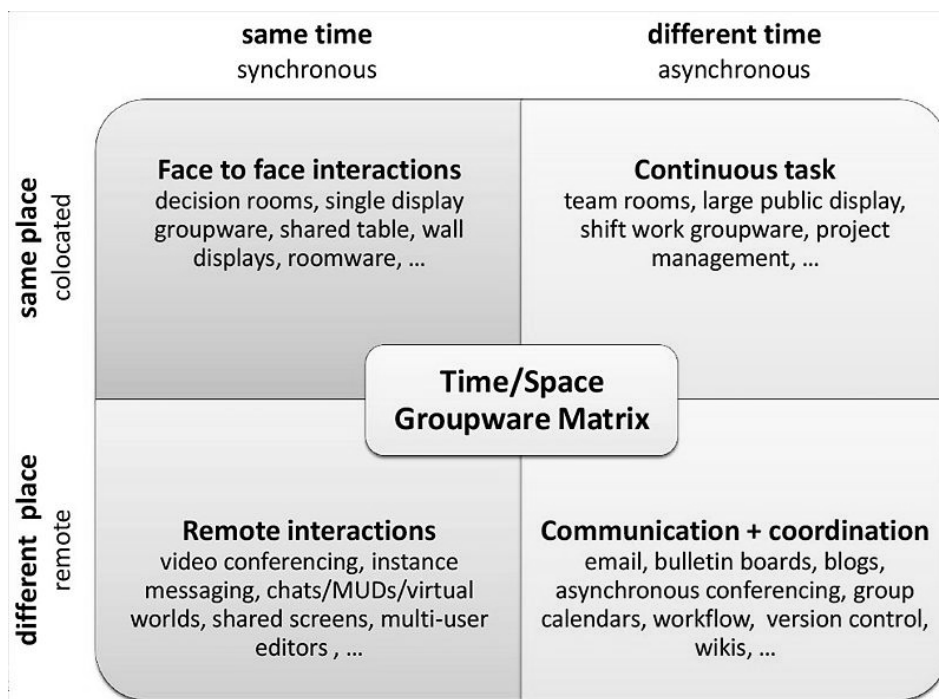 same time
synchronous
different time
asynchronous
same place
colocated
Face to face interactions
decision rooms, single display
groupware, shared table, wall
displays, roomware, ...
Continuous task
team rooms, large public display,
shift work groupware, project
management, ...
Time/Space
Groupware Matrix
different place
remote
Remote interactions
video conferencing, instance
messaging, chats/MUDs/virtual
worlds, shared screens, multi-user
editors , ...
Communication + coordination
email, bulletin boards, blogs,
asynchronous conferencing, group
calendars, workflow, version control,
wikis, ...